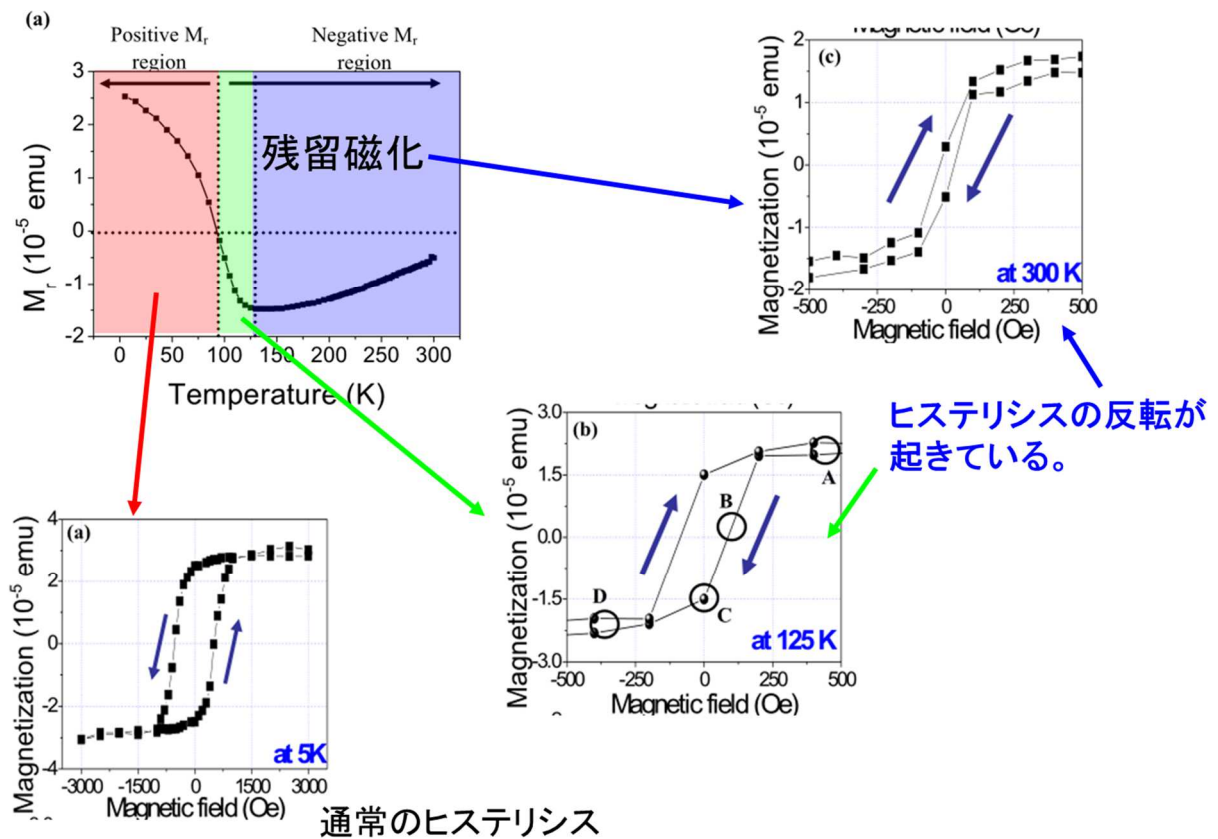 (a)
Positive Mr region
Negative Mr region
残留磁化
Mr (10-5 emu)
3
2
1
0
-1
-2
0 50 100 150 200 250 300
Temperature (K)
Magnetic field (Oe)
(c)
Magnetization (10-5 emu)
2
1
0
-1
-2
at 300 K
-500 -250 0 250 500
Magnetic field (Oe)
ヒステリシスの反転が
起きている。
(b)
Magnetization (10-5 emu)
3.0
1.5
0.0
-1.5
-3.0
A
B
C
D
at 125 K
-500 -250 0 250 500
Magnetic field (Oe)
(a)
Magnetization (10-5 emu)
4
2
0
-2
-4
at 5K
-3000 -1500 0 1500 3000
Magnetic field (Oe)
通常のヒステリシス